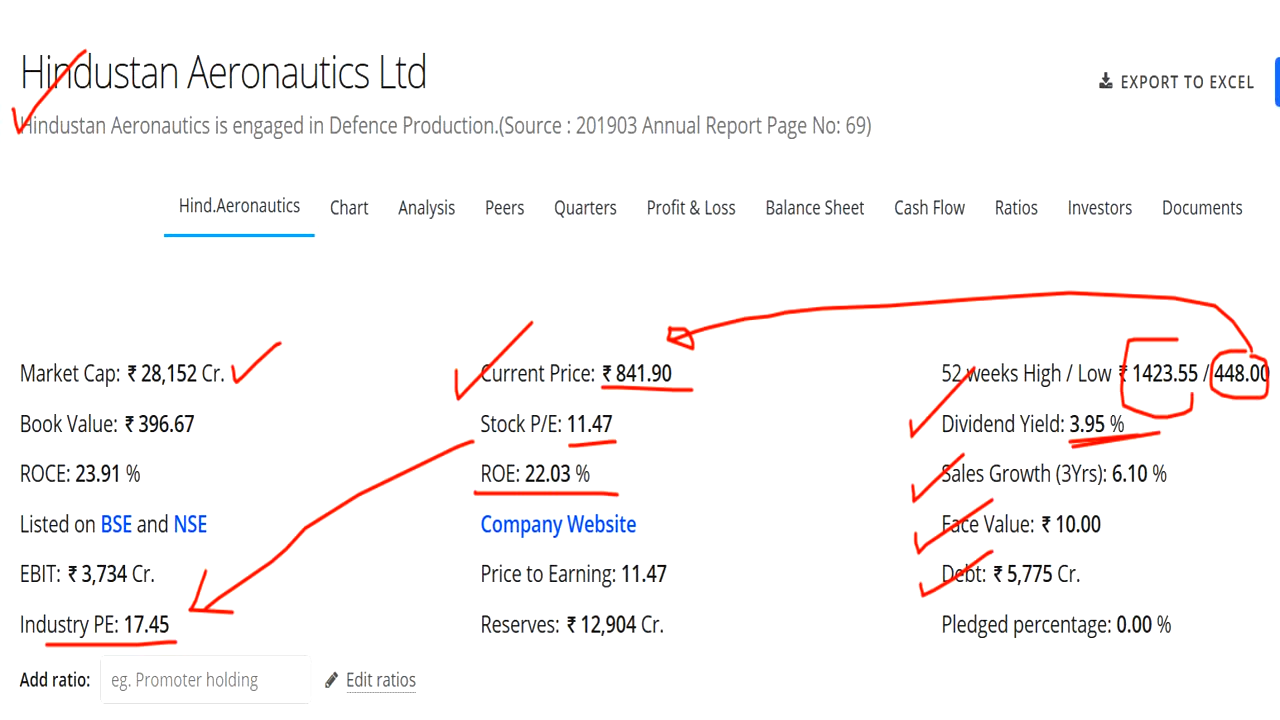 Hindustan Aeronautics Ltd
EXPORT TO EXCEL
Hindustan Aeronautics is engaged in Defence Production.(Source : 201903 Annual Report Page No: 69)
Hind.Aeronautics Chart Analysis Peers Quarters Profit & Loss Balance Sheet Cash Flow Ratios Investors Documents
Market Cap: ₹ 28,152 Cr. Current Price: ₹ 841.90 52 weeks High / Low ₹ 1423.55 / 448.00
Book Value: ₹ 396.67 Stock P/E: 11.47 Dividend Yield: 3.95 %
ROCE: 23.91 % ROE: 22.03 % Sales Growth (3Yrs): 6.10 %
Listed on BSE and NSE Company Website Face Value: ₹ 10.00
EBIT: ₹ 3,734 Cr. Price to Earning: 11.47 Debt: ₹ 5,775 Cr.
Industry PE: 17.45 Reserves: ₹ 12,904 Cr. Pledged percentage: 0.00 %
Add ratio: eg. Promoter holding Edit ratios